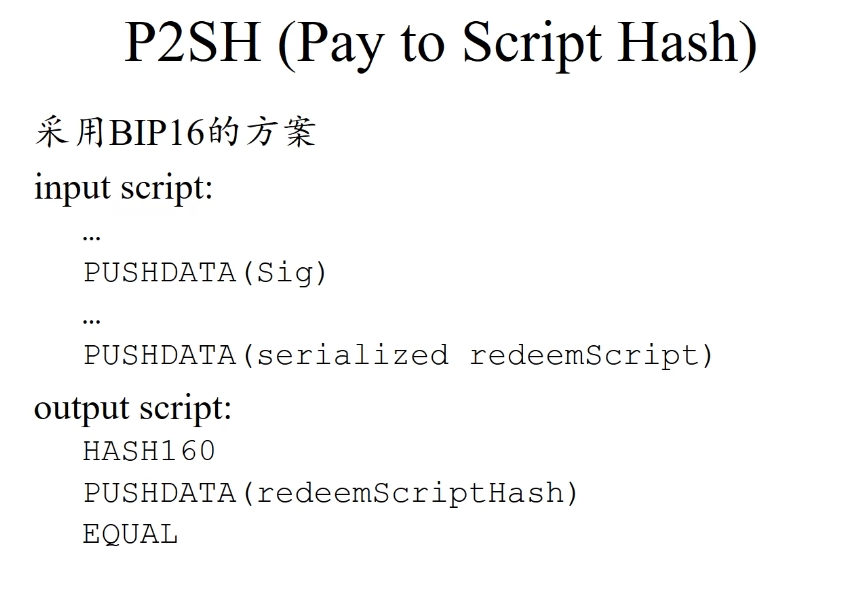 P2SH (Pay to Script Hash)
采用BIP16的方案
input script:
…
PUSHDATA(Sig)
…
PUSHDATA(serialized redeemScript)
output script:
HASH160
PUSHDATA(redeemScriptHash)
EQUAL